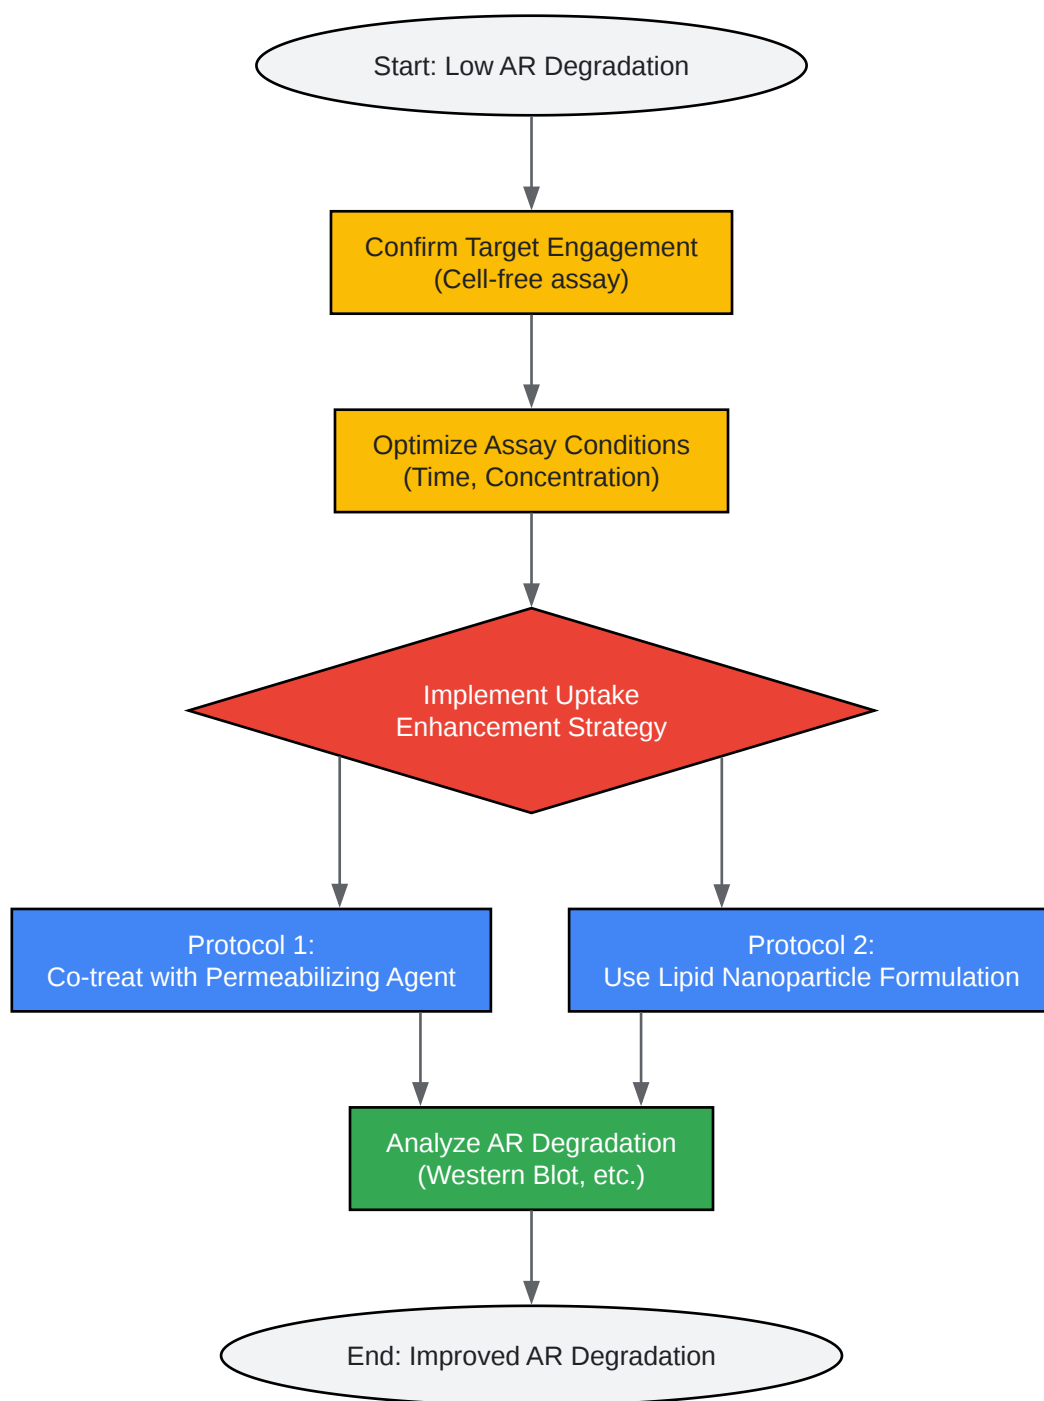 Start: Low AR Degradation
Confirm Target Engagement
(Cell-free assay)
Optimize Assay Conditions
(Time, Concentration)
Implement Uptake
Enhancement Strategy
Protocol 1:
Co-treat with Permeabilizing Agent
Protocol 2:
Use Lipid Nanoparticle Formulation
Analyze AR Degradation
(Western Blot, etc.)
End: Improved AR Degradation